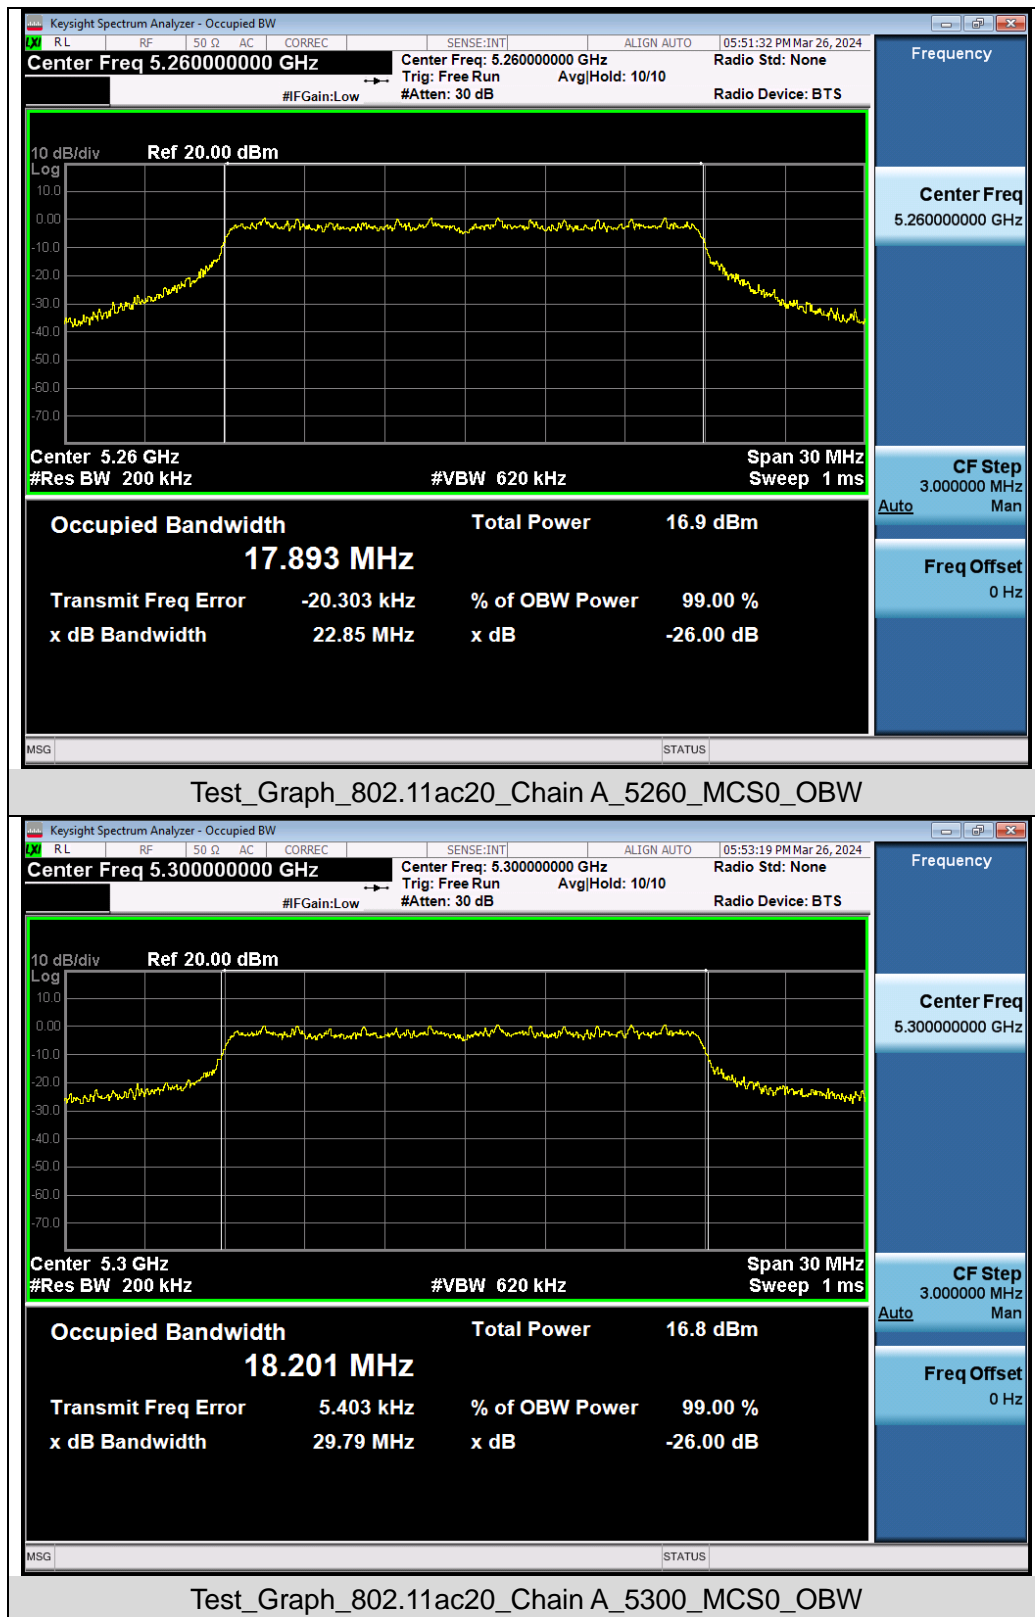 Keysight Spectrum Analyzer - Occupied BW
LXI RL RF 50 Ω AC CORREC SENSE:INT ALIGN AUTO 05:51:32 PM Mar 26, 2024
Center Freq 5.260000000 GHz
Center Freq: 5.260000000 GHz Radio Std: None
Trig: Free Run Avg|Hold: 10/10
#IFGain:Low #Atten: 30 dB Radio Device: BTS
Frequency
10 dB/div Ref 20.00 dBm
Log
10.0
0.00
-10.0
-20.0
-30.0
-40.0
-50.0
-60.0
-70.0
Center Freq
5.260000000 GHz
Center 5.26 GHz Span 30 MHz
#Res BW 200 kHz #VBW 620 kHz Sweep 1 ms
CF Step
3.000000 MHz
Auto Man
Occupied Bandwidth Total Power 16.9 dBm
17.893 MHz
Transmit Freq Error -20.303 kHz % of OBW Power 99.00 %
x dB Bandwidth 22.85 MHz x dB -26.00 dB
Freq Offset
0 Hz
MSG STATUS
Test_Graph_802.11ac20_Chain A_5260_MCS0_OBW
Keysight Spectrum Analyzer - Occupied BW
LXI RL RF 50 Ω AC CORREC SENSE:INT ALIGN AUTO 05:53:19 PM Mar 26, 2024
Center Freq 5.300000000 GHz
Center Freq: 5.300000000 GHz Radio Std: None
Trig: Free Run Avg|Hold: 10/10
#IFGain:Low #Atten: 30 dB Radio Device: BTS
Frequency
10 dB/div Ref 20.00 dBm
Log
10.0
0.00
-10.0
-20.0
-30.0
-40.0
-50.0
-60.0
-70.0
Center Freq
5.300000000 GHz
Center 5.3 GHz Span 30 MHz
#Res BW 200 kHz #VBW 620 kHz Sweep 1 ms
CF Step
3.000000 MHz
Auto Man
Occupied Bandwidth Total Power 16.8 dBm
18.201 MHz
Transmit Freq Error 5.403 kHz % of OBW Power 99.00 %
x dB Bandwidth 29.79 MHz x dB -26.00 dB
Freq Offset
0 Hz
MSG STATUS
Test_Graph_802.11ac20_Chain A_5300_MCS0_OBW